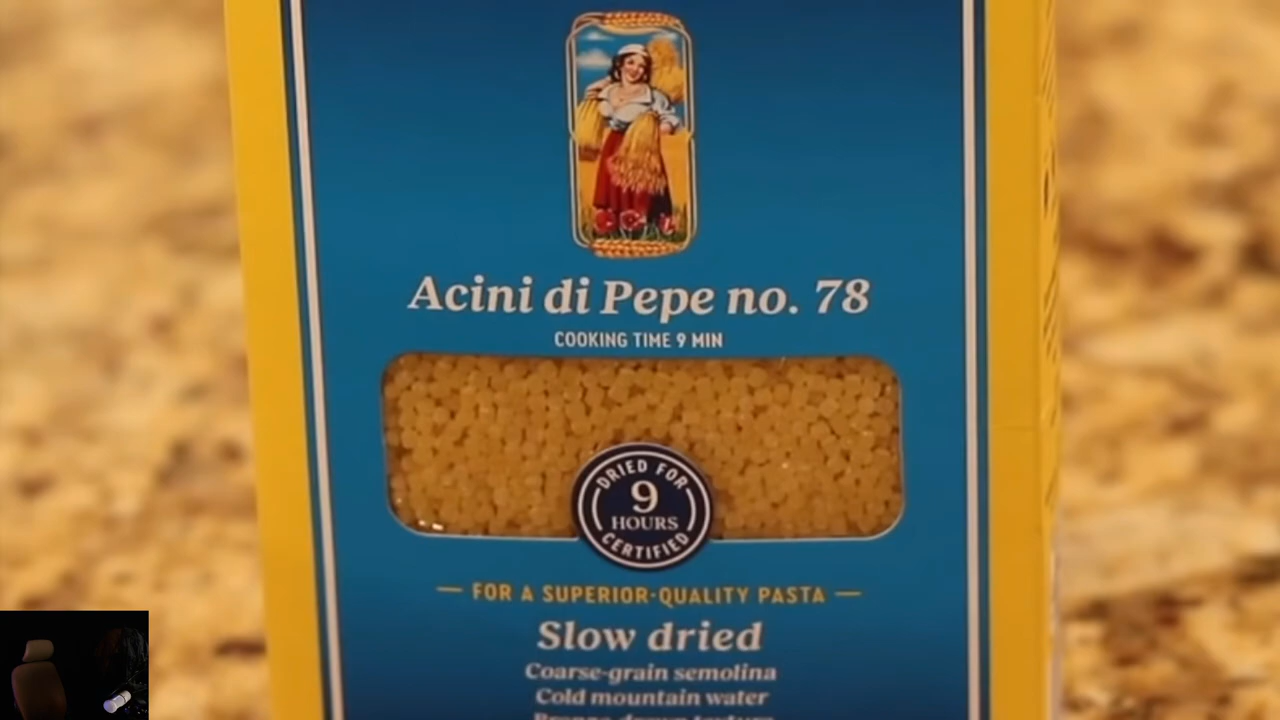 Acini di Pepe no. 78
COOKING TIME 9 MIN
DRIED FOR
9
HOURS
CERTIFIED
FOR A SUPERIOR-QUALITY PASTA
Slow dried
Coarse-grain semolina
Cold mountain water